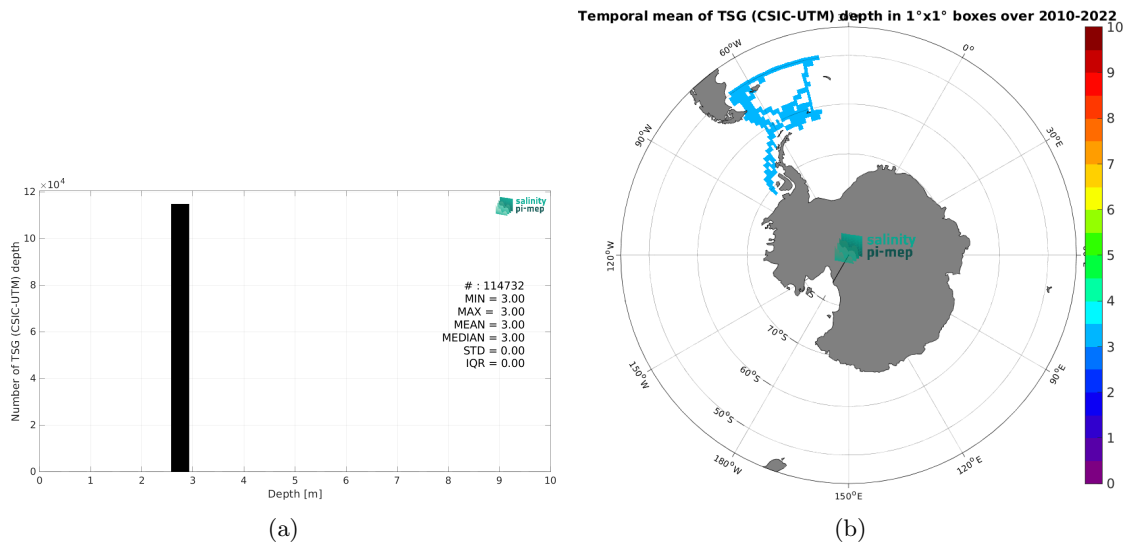 Temporal mean of TSG (CSIC-UTM) depth in 1°x1° boxes over 2010-2022
×10⁴
12
10
8
6
4
2
0
Number of TSG (CSIC-UTM) depth
0 1 2 3 4 5 6 7 8 9 10
Depth [m]
salinity
pi-mep
# : 114732
MIN = 3.00
MAX = 3.00
MEAN = 3.00
MEDIAN = 3.00
STD = 0.00
IQR = 0.00
(a)
60°W
0°
30°E
90°W
120°W
150°W
180°W
150°E
120°E
90°E
70°S
60°S
50°S
salinity
pi-mep
10
9
8
7
6
5
4
3
2
1
0
(b)